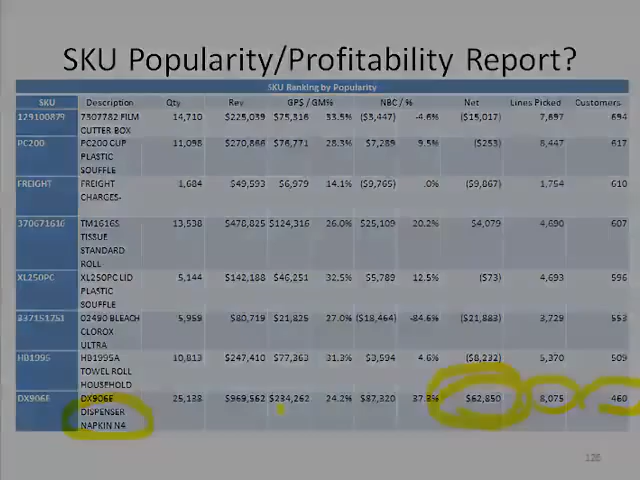 SKU Popularity/Profitability Report?
SKU Ranking by Popularity
SKU Description Qty Rev GPS / GM% NBC / % Net Lines Picked Customers
129100879 7307782 FILM CUTTER BOX 14,710 $225,039 $75,316 33.5% ($3,447) -4.6% ($15,017) 7,697 694
PC200 PC200 CUP PLASTIC SOUFFLE 11,098 $270,866 $76,771 28.3% $7,289 9.5% ($253) 8,447 617
FREIGHT FREIGHT CHARGES- 1,684 $49,593 $6,979 14.1% ($9,765) .0% ($9,867) 1,754 610
370671616 TM1616S TISSUE STANDARD ROLL 13,538 $478,825 $124,316 26.0% $25,109 20.2% $4,079 4,690 607
XL250PC XL250PC LID PLASTIC SOUFFLE 5,144 $142,188 $46,251 32.5% $5,789 12.5% ($73) 4,693 596
337151751 02490 BLEACH CLOROX ULTRA 5,959 $80,719 $21,825 27.0% ($18,464) -84.6% ($21,883) 3,729 553
HB1995 HB1995A TOWEL ROLL HOUSEHOLD 10,813 $247,410 $77,363 31.3% $3,594 4.6% ($8,232) 5,370 509
DX906E DX906E DISPENSER NAPKIN N4 25,138 $969,562 $234,262 24.2% $87,320 37.3% $62,850 8,075 460
126